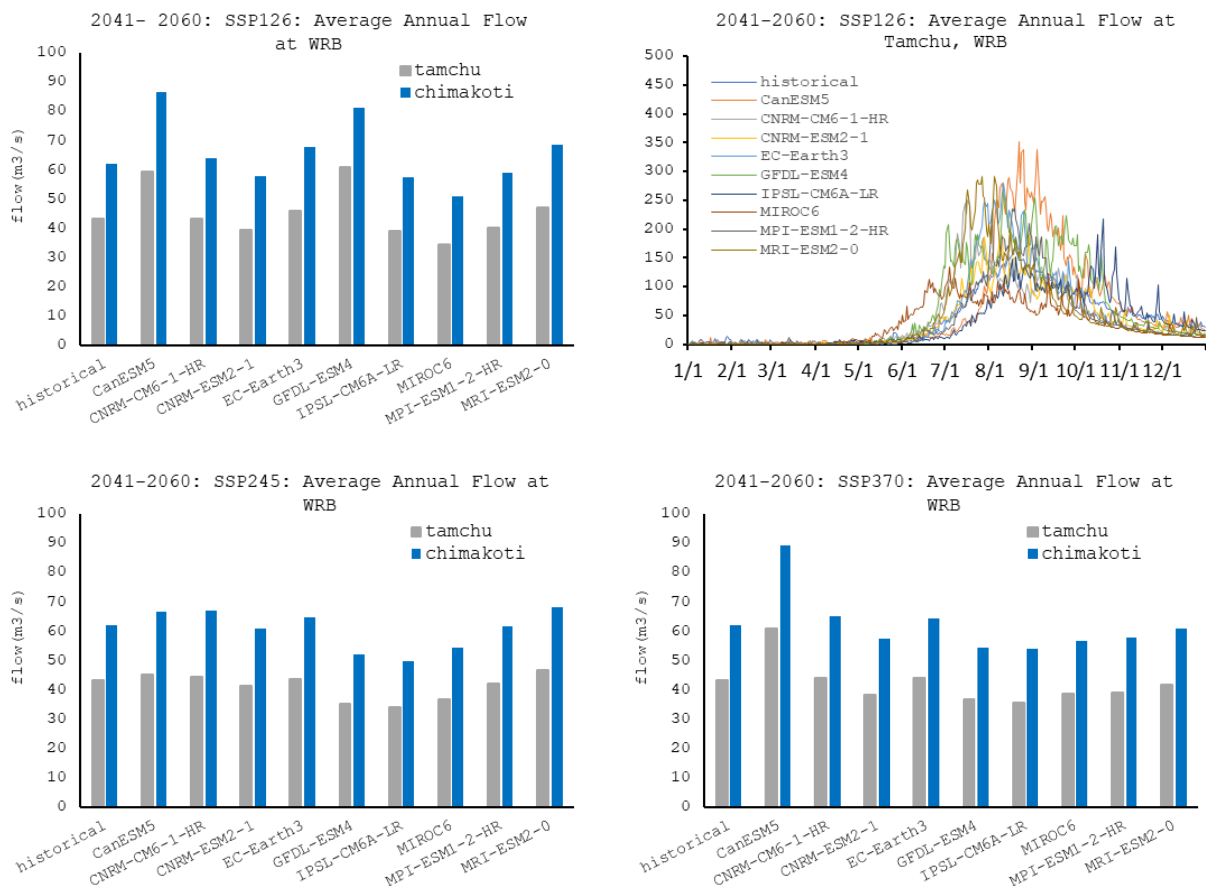 2041- 2060: SSP126: Average Annual Flow
at WRB
100
90
80
70
60
50
40
30
20
10
0
flow(m3/s)
tamchu
chimakoti
historical
CanESM5
CNRM-CM6-1-HR
CNRM-ESM2-1
EC-Earth3
GFDL-ESM4
IPSL-CM6A-LR
MIROC6
MPI-ESM1-2-HR
MRI-ESM2-0
2041-2060: SSP126: Average Annual Flow at
Tamchu, WRB
500
450
400
350
300
250
200
150
100
50
0
historical
CanESM5
CNRM-CM6-1-HR
CNRM-ESM2-1
EC-Earth3
GFDL-ESM4
IPSL-CM6A-LR
MIROC6
MPI-ESM1-2-HR
MRI-ESM2-0
1/1 2/1 3/1 4/1 5/1 6/1 7/1 8/1 9/1 10/1 11/1 12/1
2041-2060: SSP245: Average Annual Flow at
WRB
100
90
80
70
60
50
40
30
20
10
0
flow(m3/s)
tamchu
chimakoti
historical
CanESM5
CNRM-CM6-1-HR
CNRM-ESM2-1
EC-Earth3
GFDL-ESM4
IPSL-CM6A-LR
MIROC6
MPI-ESM1-2-HR
MRI-ESM2-0
2041-2060: SSP370: Average Annual Flow at
WRB
100
90
80
70
60
50
40
30
20
10
0
flow(m3/s)
tamchu
chimakoti
historical
CanESM5
CNRM-CM6-1-HR
CNRM-ESM2-1
EC-Earth3
GFDL-ESM4
IPSL-CM6A-LR
MIROC6
MPI-ESM1-2-HR
MRI-ESM2-0